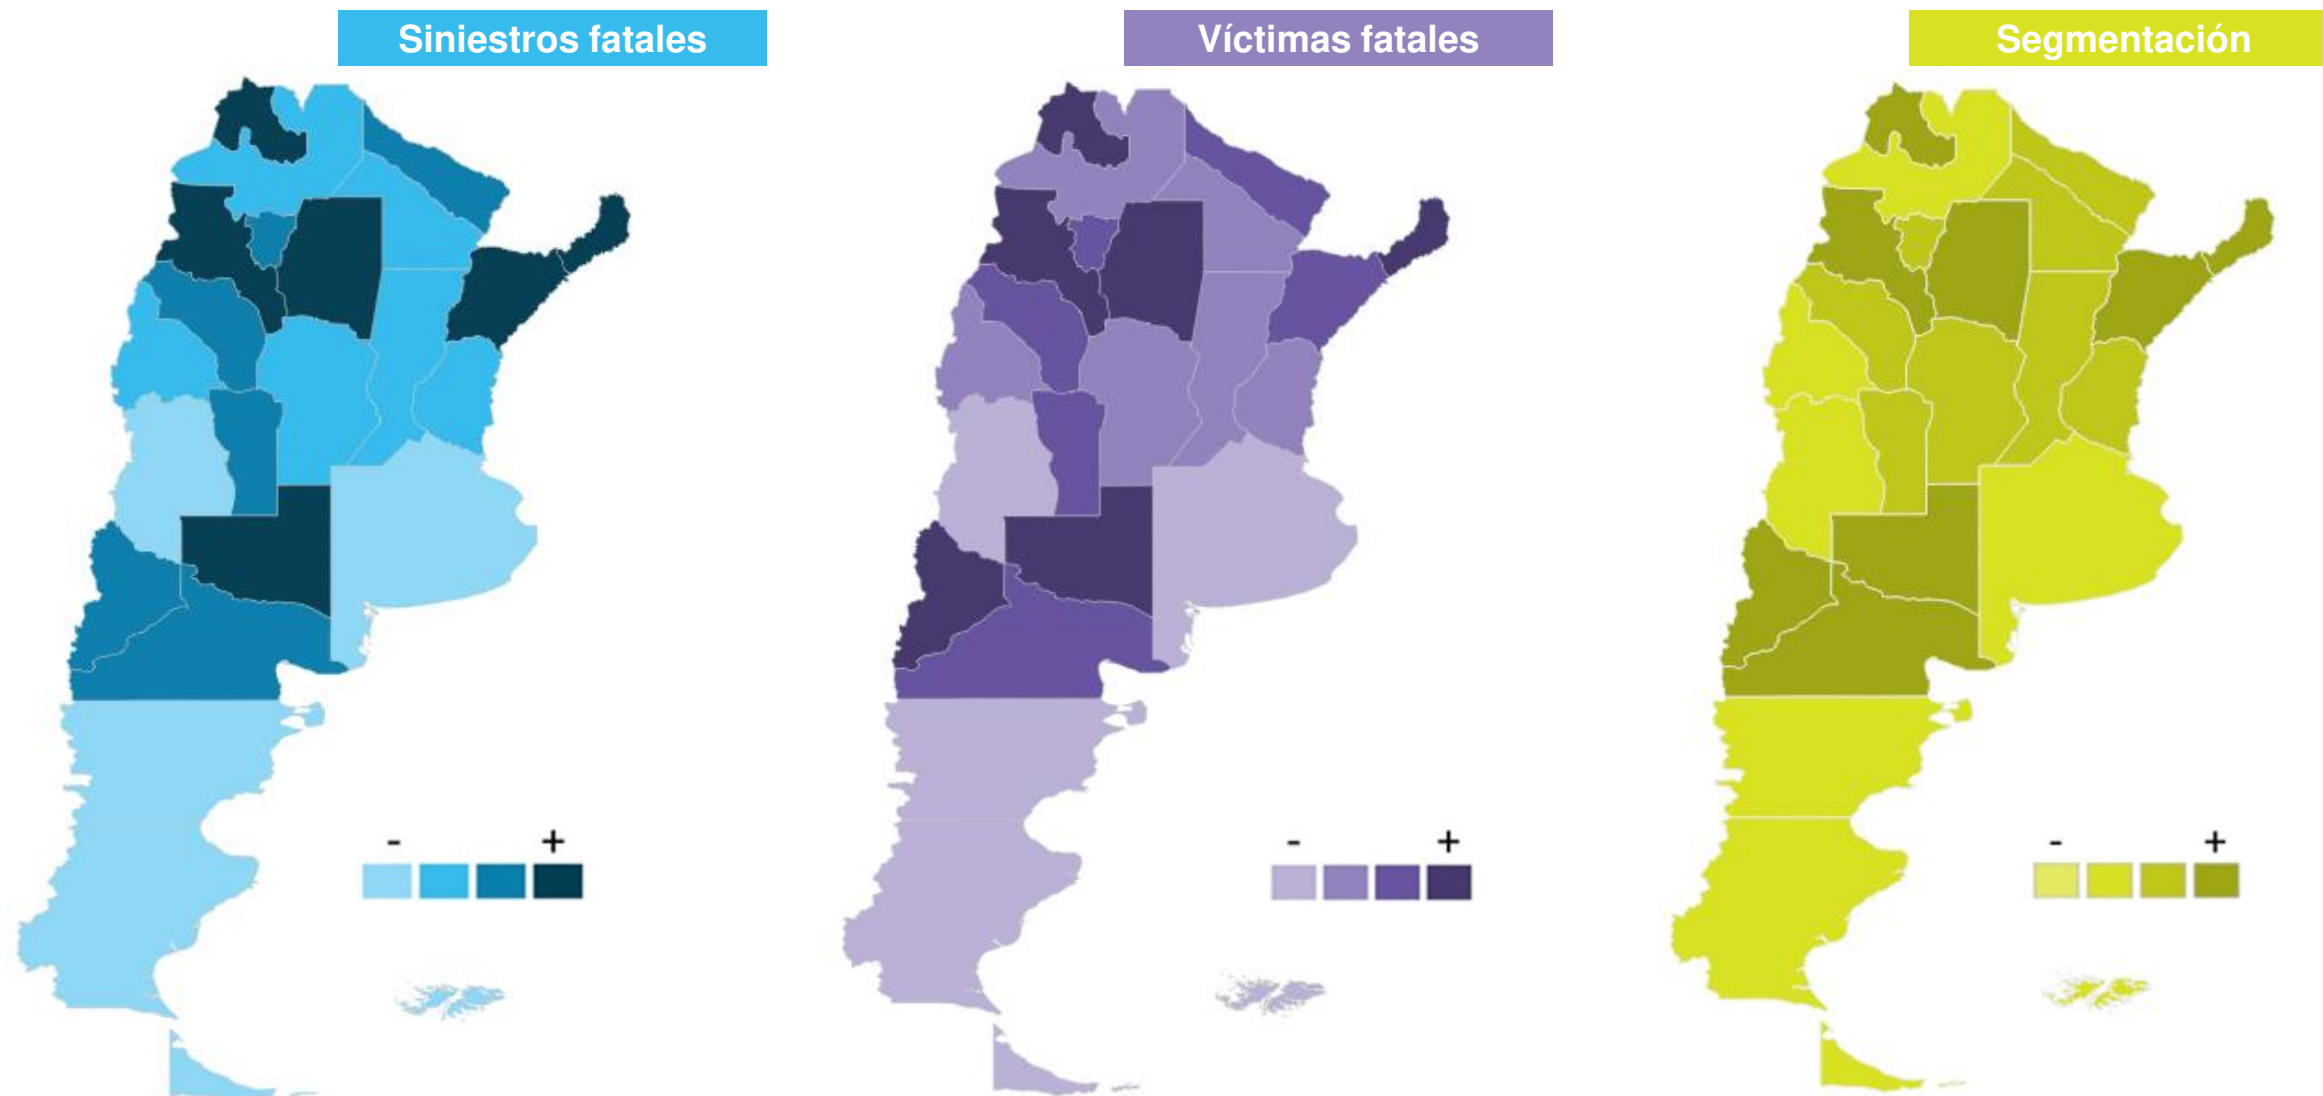 Siniestros fatales
Víctimas fatales
Segmentación
- +
- +
- +